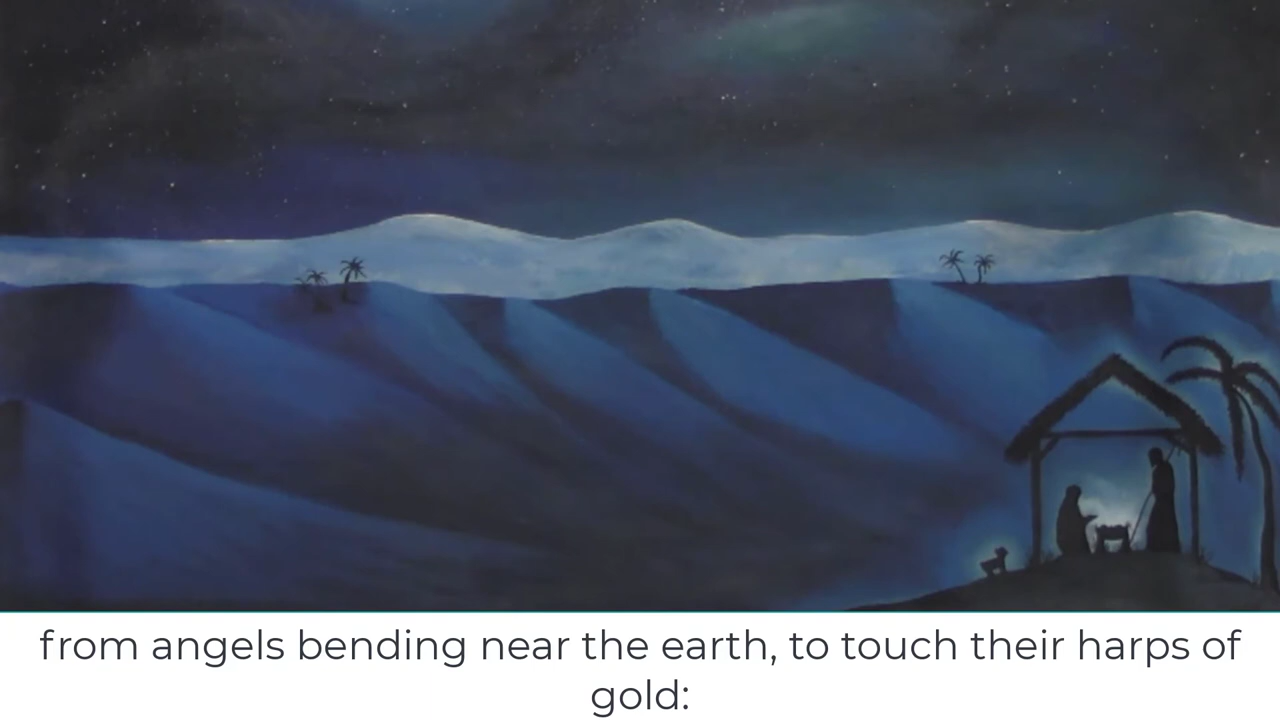 from angels bending near the earth, to touch their harps of
gold: